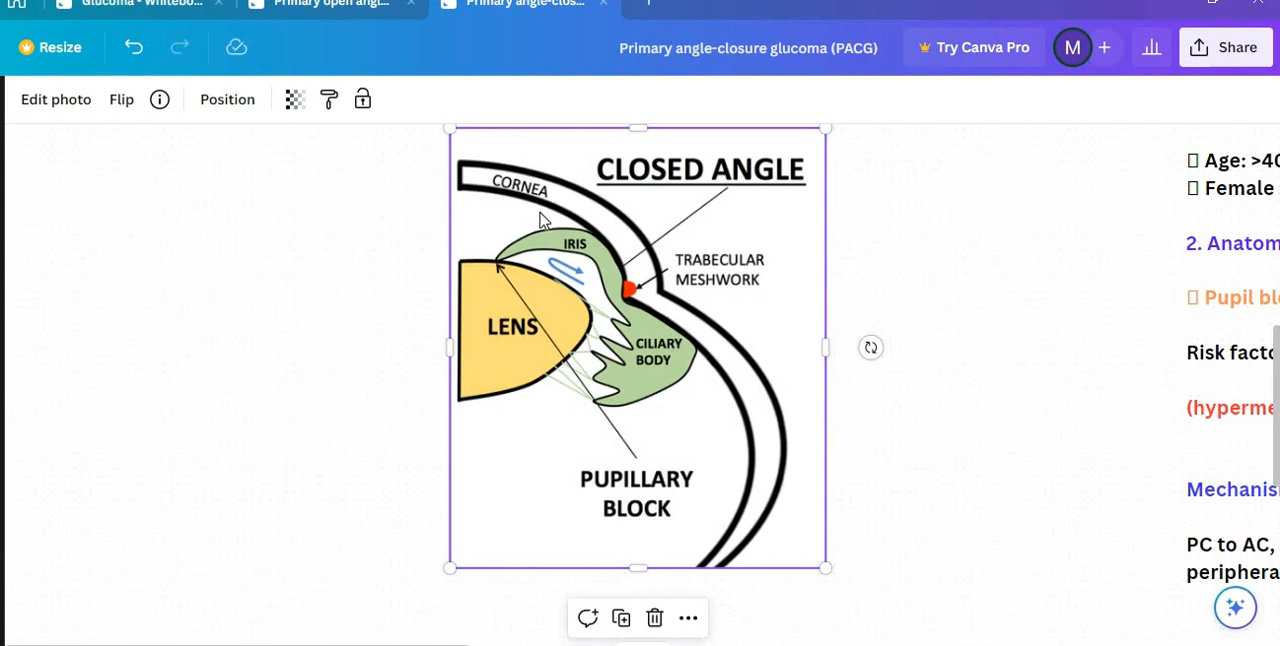 Glucoma - Whitebo...
Primary open angl...
Primary angle-clos...
Resize
Primary angle-closure glucoma (PACG)
Try Canva Pro
M
Share
Edit photo
Flip
Position
CLOSED ANGLE
CORNEA
IRIS
TRABECULAR
MESHWORK
LENS
CILIARY
BODY
PUPILLARY
BLOCK
Age: >40
Female
2. Anatom
Pupil bl
Risk facto
(hyperme
Mechanis
PC to AC,
periphera